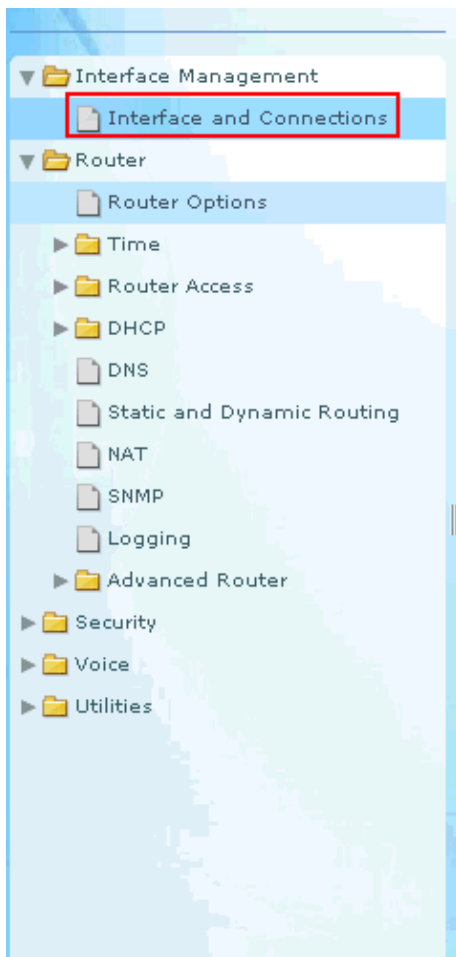 Interface Management
Interface and Connections
Router
Router Options
Time
Router Access
DHCP
DNS
Static and Dynamic Routing
NAT
SNMP
Logging
Advanced Router
Security
Voice
Utilities